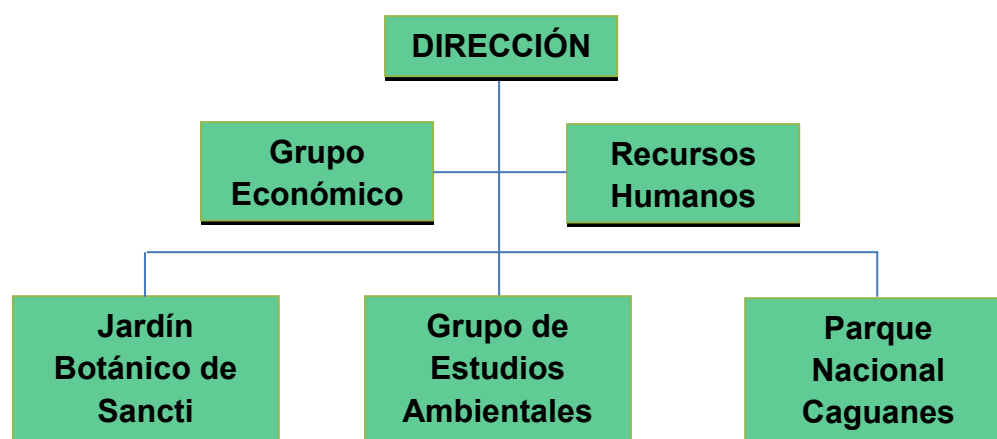 DIRECCIÓN
Grupo
Económico
Recursos
Humanos
Jardín
Botánico de
Sancti
Grupo de
Estudios
Ambientales
Parque
Nacional
Caguanes